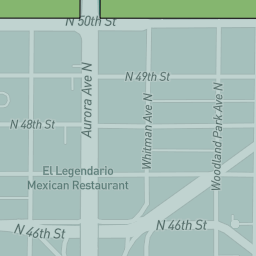 N 50th St
N 49th St
Aurora Ave N
Whitman Ave N
Woodland Park Ave N
N 48th St
El Legendario
Mexican Restaurant
N 46th St
N 46th St